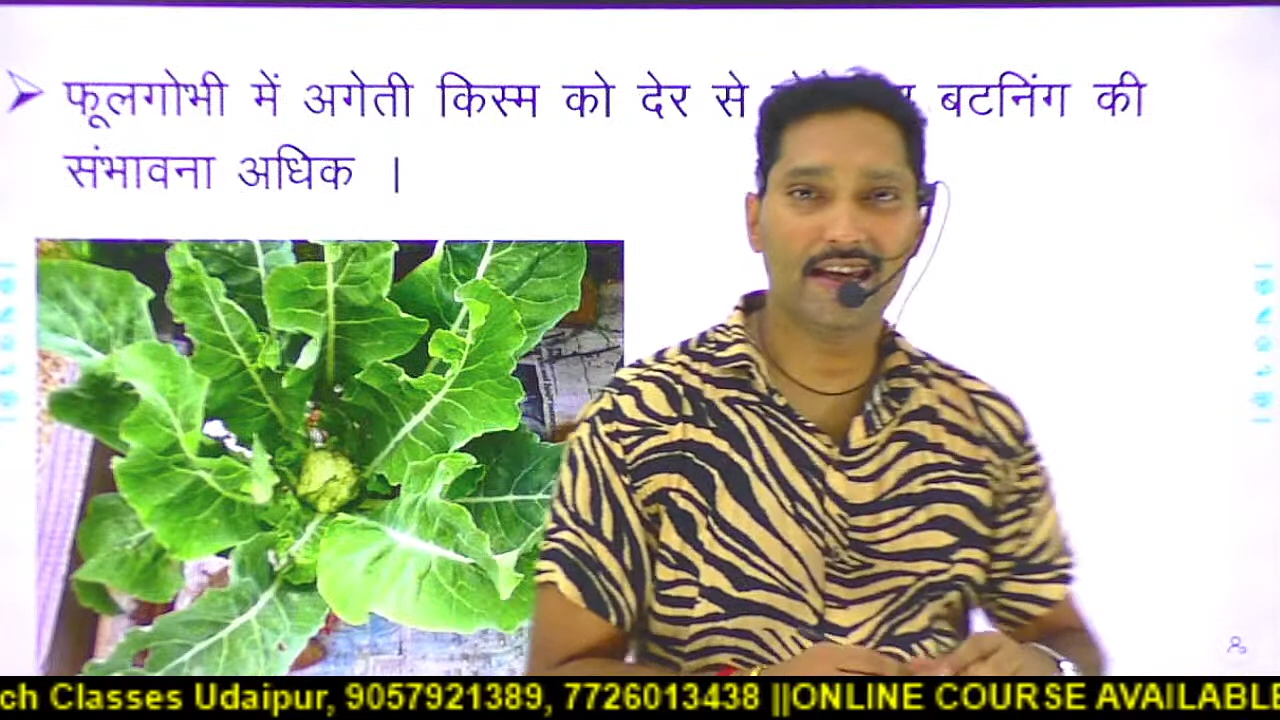 फूलगोभी में अगेती किस्म को देर से बटनिंग की
संभावना अधिक ।
ch Classes Udaipur, 9057921389, 7726013438 ||ONLINE COURSE AVAILABLE